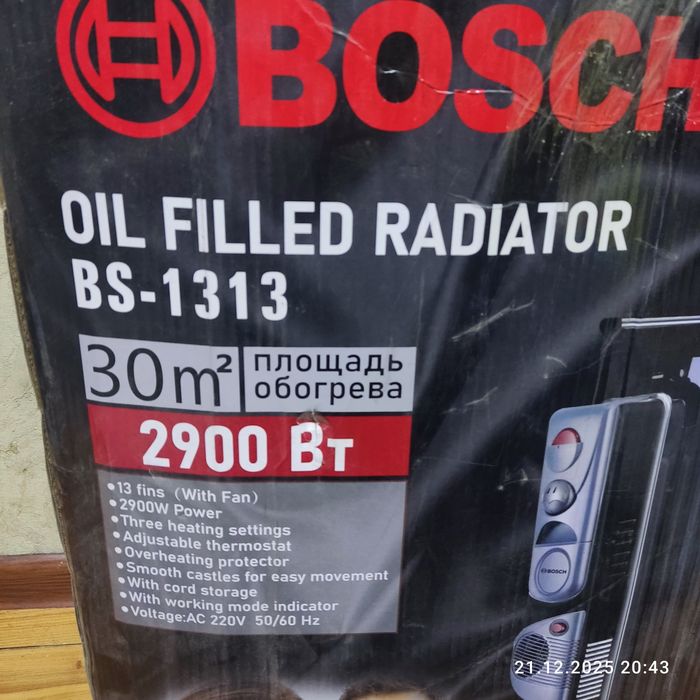 BOSCH
OIL FILLED RADIATOR
BS-1313
30m² площадь
обогрева
2900 Вт
•13 fins (With Fan)
•2900W Power
•Three heating settings
•Adjustable thermostat
•Overheating protector
•Smooth castles for easy movement
•With cord storage
•With working mode indicator
•Voltage:AC 220V 50/60 Hz
BOSCH
21.12.2025 20:43